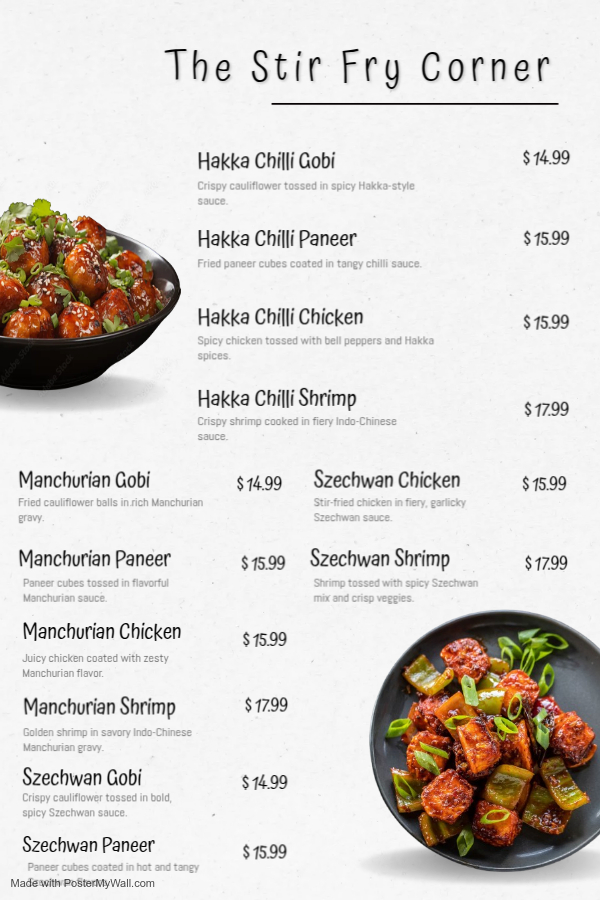 The Stir Fry Corner
Hakka Chilli Gobi
$ 14.99
Crispy cauliflower tossed in spicy Hakka-style
sauce.
Hakka Chilli Paneer
$ 15.99
Fried paneer cubes coated in tangy chilli sauce.
Hakka Chilli Chicken
$ 15.99
Spicy chicken tossed with bell peppers and Hakka
spices.
Hakka Chilli Shrimp
$ 17.99
Crispy shrimp cooked in fiery Indo-Chinese
sauce.
Manchurian Gobi
$ 14.99
Fried cauliflower balls in rich Manchurian
gravy.
Manchurian Paneer
$ 15.99
Paneer cubes tossed in flavorful
Manchurian sauce.
Manchurian Chicken
$ 15.99
Juicy chicken coated with zesty
Manchurian flavor.
Manchurian Shrimp
$ 17.99
Golden shrimp in savory Indo-Chinese
Manchurian gravy.
Szechwan Gobi
$ 14.99
Crispy cauliflower tossed in bold,
spicy Szechwan sauce.
Szechwan Paneer
$ 15.99
Paneer cubes coated in hot and tangy
Szechwan Chicken
$ 15.99
Stir-fried chicken in fiery, garlicky
Szechwan sauce.
Szechwan Shrimp
$ 17.99
Shrimp tossed with spicy Szechwan
mix and crisp veggies.
Made with PosterMyWall.com